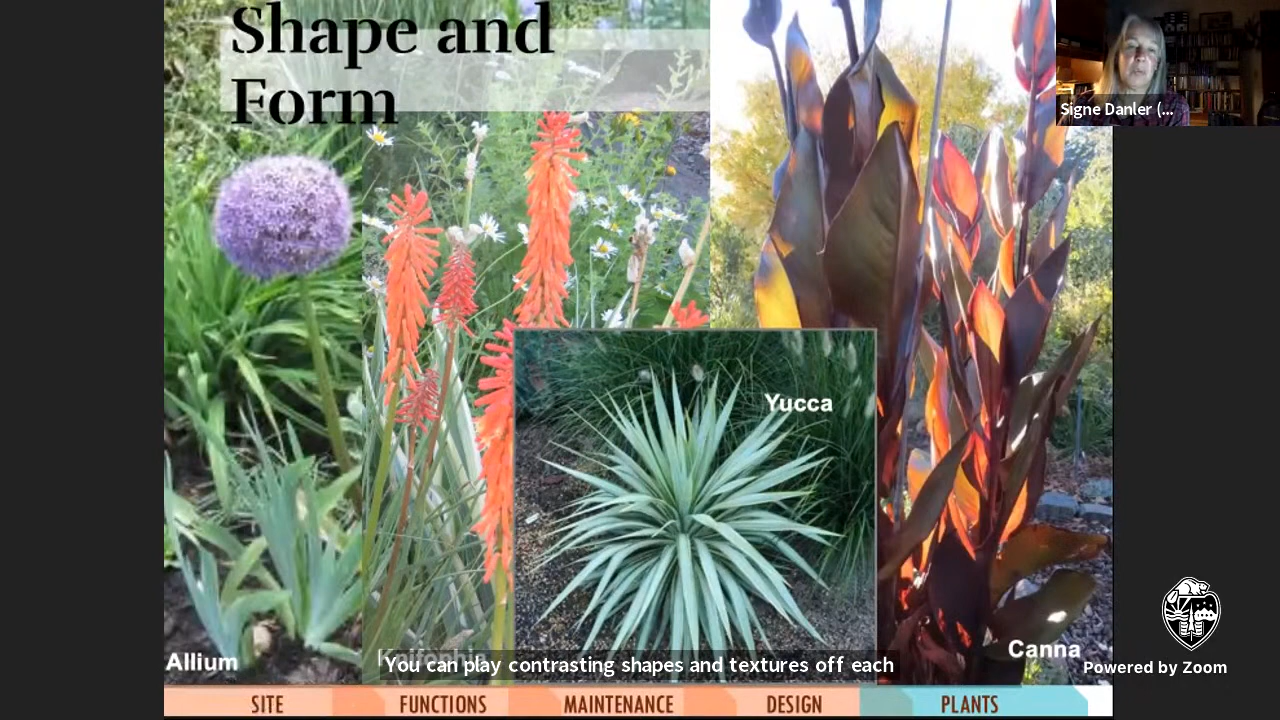 Shape and
Form
Signe Danler (...
Yucca
Allium
Canna
You can play contrasting shapes and textures off each
Powered by Zoom
SITE
FUNCTIONS
MAINTENANCE
DESIGN
PLANTS